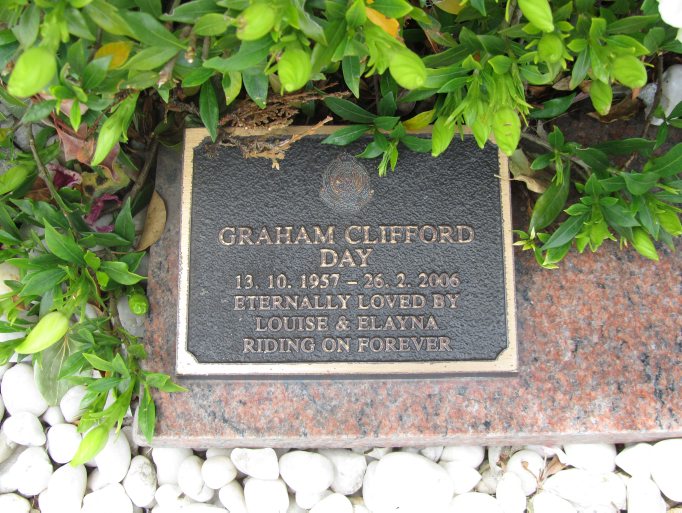 GRAHAM CLIFFORD
DAY
13. 10. 1957 – 26. 2. 2006
ETERNALLY LOVED BY
LOUISE & ELAYNA
RIDING ON FOREVER